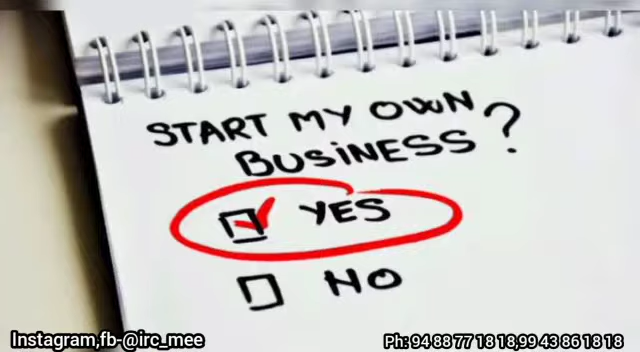 START MY OWN
BUSiNESS?
YES
NO
Instagram,fb-@irc_mee
Ph: 94 88 77 18 18,99 43 86 18 18